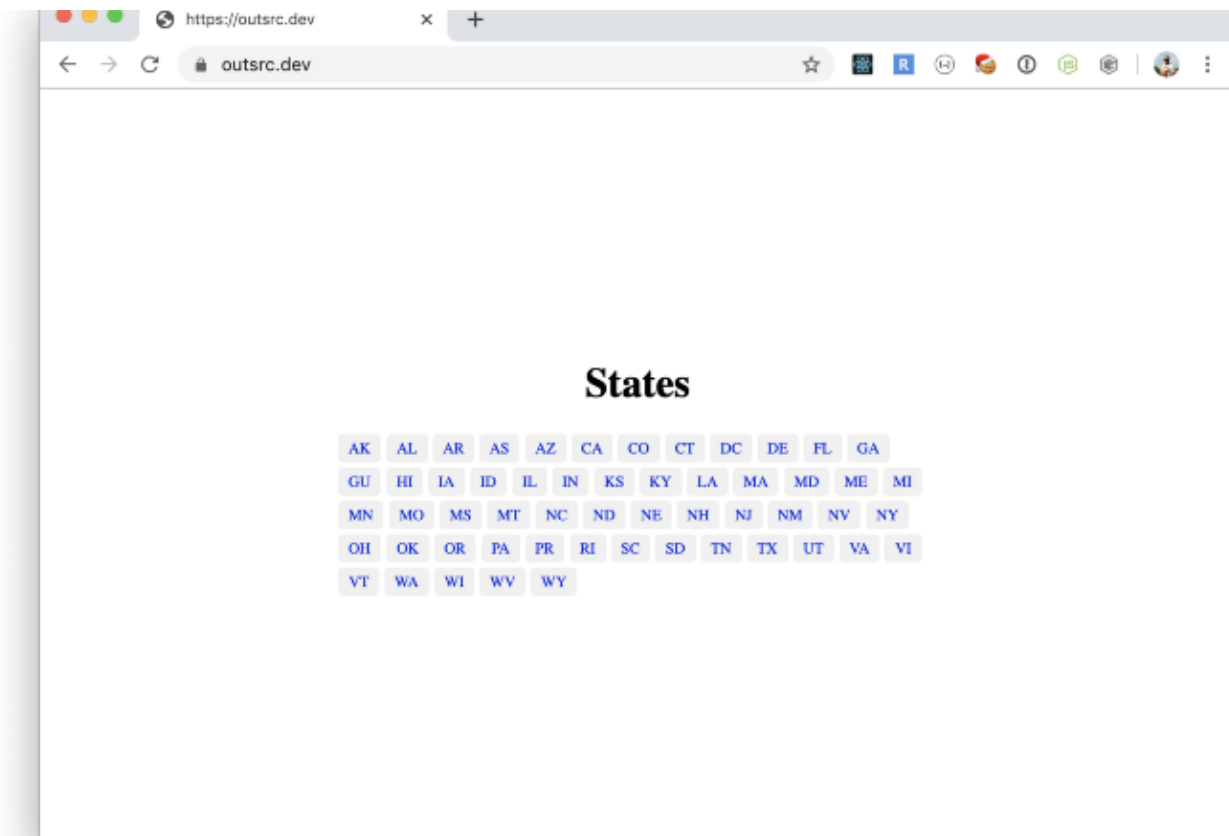 https://outsrc.dev
outsrc.dev
R
States
AK AL AR AS AZ CA CO CT DC DE FL GA
GU HI IA ID IL IN KS KY LA MA MD ME MI
MN MO MS MT NC ND NE NH NJ NM NV NY
OH OK OR PA PR RI SC SD TN TX UT VA VI
VT WA WI WV WY